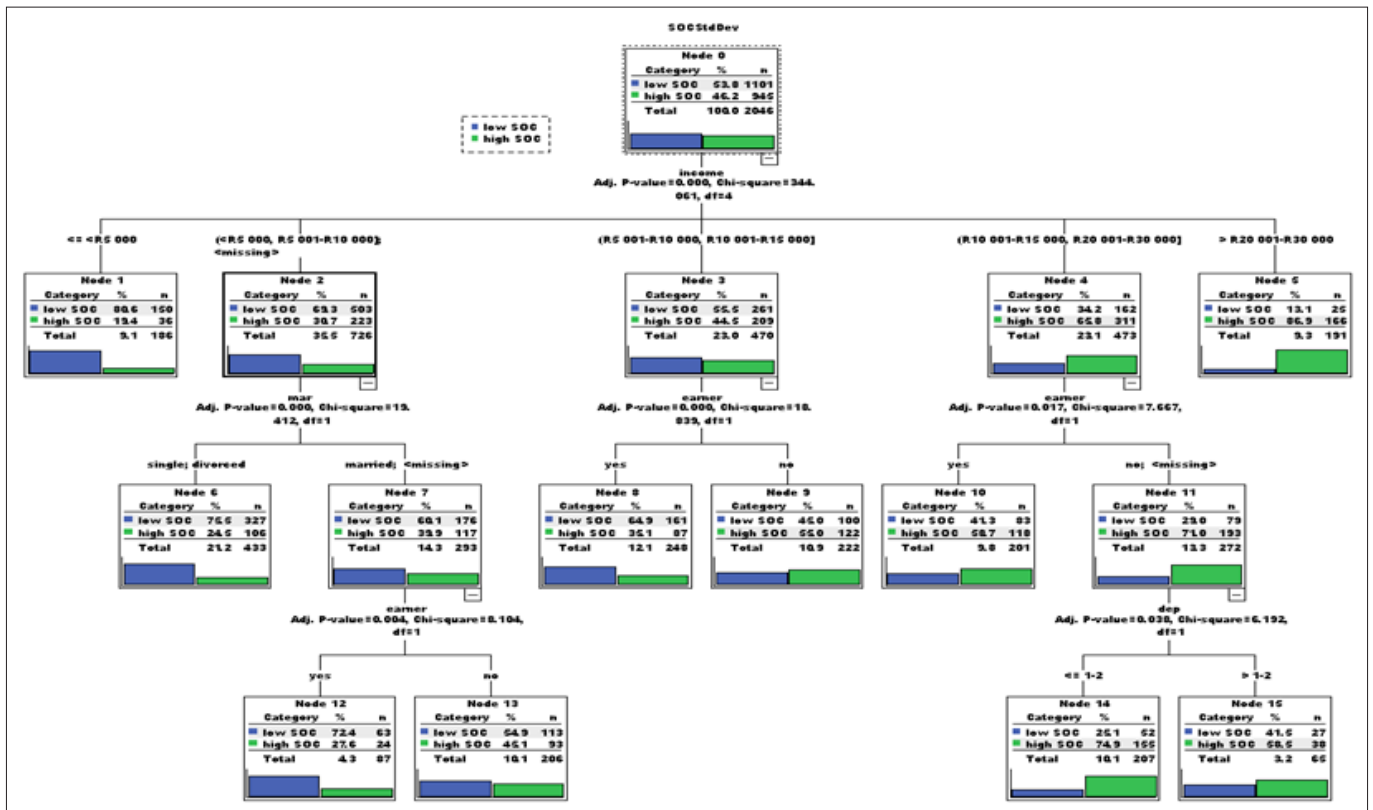 SOCStdDev
Node 0
Category % n
low SOC 53.8 1101
high SOC 46.2 945
Total 100.0 2046
low SOC
high SOC
income
Adj. P-value=0.000, Chi-square=344.
061, df=4
<= <R5 000
Node 1
Category % n
low SOC 80.6 150
high SOC 19.4 36
Total 9.1 186
(<R5 000, R5 001-R10 000];
<missing>
Node 2
Category % n
low SOC 69.3 503
high SOC 30.7 223
Total 35.5 726
mar
Adj. P-value=0.000, Chi-square=19.
412, df=1
(R5 001-R10 000, R10 001-R15 000]
Node 3
Category % n
low SOC 55.5 261
high SOC 44.5 209
Total 23.0 470
earner
Adj. P-value=0.000, Chi-square=18.
839, df=1
(R10 001-R15 000, R20 001-R30 000]
Node 4
Category % n
low SOC 34.2 162
high SOC 65.8 311
Total 23.1 473
earner
Adj. P-value=0.017, Chi-square=7.667,
df=1
> R20 001-R30 000
Node 5
Category % n
low SOC 13.1 25
high SOC 86.9 166
Total 9.3 191
single; divorced
Node 6
Category % n
low SOC 75.5 327
high SOC 24.5 106
Total 21.2 433
married; <missing>
Node 7
Category % n
low SOC 60.1 176
high SOC 39.9 117
Total 14.3 293
earner
Adj. P-value=0.004, Chi-square=8.104,
df=1
yes
Node 8
Category % n
low SOC 64.9 161
high SOC 35.1 87
Total 12.1 248
no
Node 9
Category % n
low SOC 45.0 100
high SOC 55.0 122
Total 10.9 222
yes
Node 10
Category % n
low SOC 41.3 83
high SOC 58.7 118
Total 9.8 201
no; <missing>
Node 11
Category % n
low SOC 29.0 79
high SOC 71.0 193
Total 13.3 272
dep
Adj. P-value=0.038, Chi-square=6.192,
df=1
yes
Node 12
Category % n
low SOC 72.4 63
high SOC 27.6 24
Total 4.3 87
no
Node 13
Category % n
low SOC 54.9 113
high SOC 45.1 93
Total 10.1 206
<= 1-2
Node 14
Category % n
low SOC 25.1 52
high SOC 74.9 155
Total 10.1 207
> 1-2
Node 15
Category % n
low SOC 41.5 27
high SOC 58.5 38
Total 3.2 65